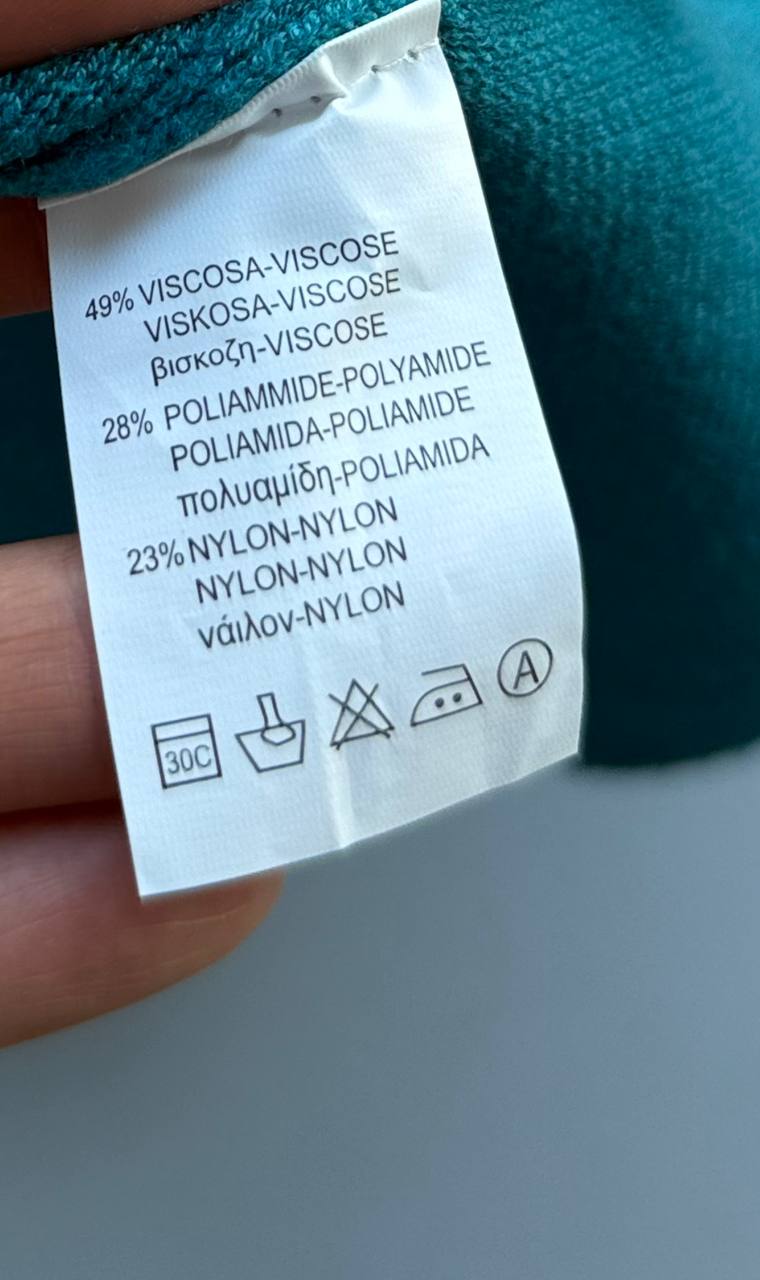 49% VISCOSA-VISCOSE
VISKOSA-VISCOSE
βισκοζη-VISCOSE
28% POLIAMMIDE-POLYAMIDE
POLIAMIDA-POLIAMIDE
πολυαμίδη-POLIAMIDA
23% NYLON-NYLON
NYLON-NYLON
νάιλον-NYLON
30C A